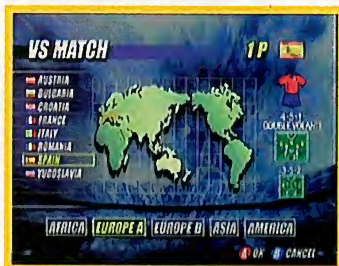 VS MATCH
1P
AUSTRIA
BULGARIA
CROATIA
FRANCE
ITALY
ROMANIA
SPAIN
YUGOSLAVIA
4-5-1
DOUBLE VOLANTE
3-5-2
AFRICA EUROPE A EUROPE B ASIA AMERICA
A OK B CANCEL